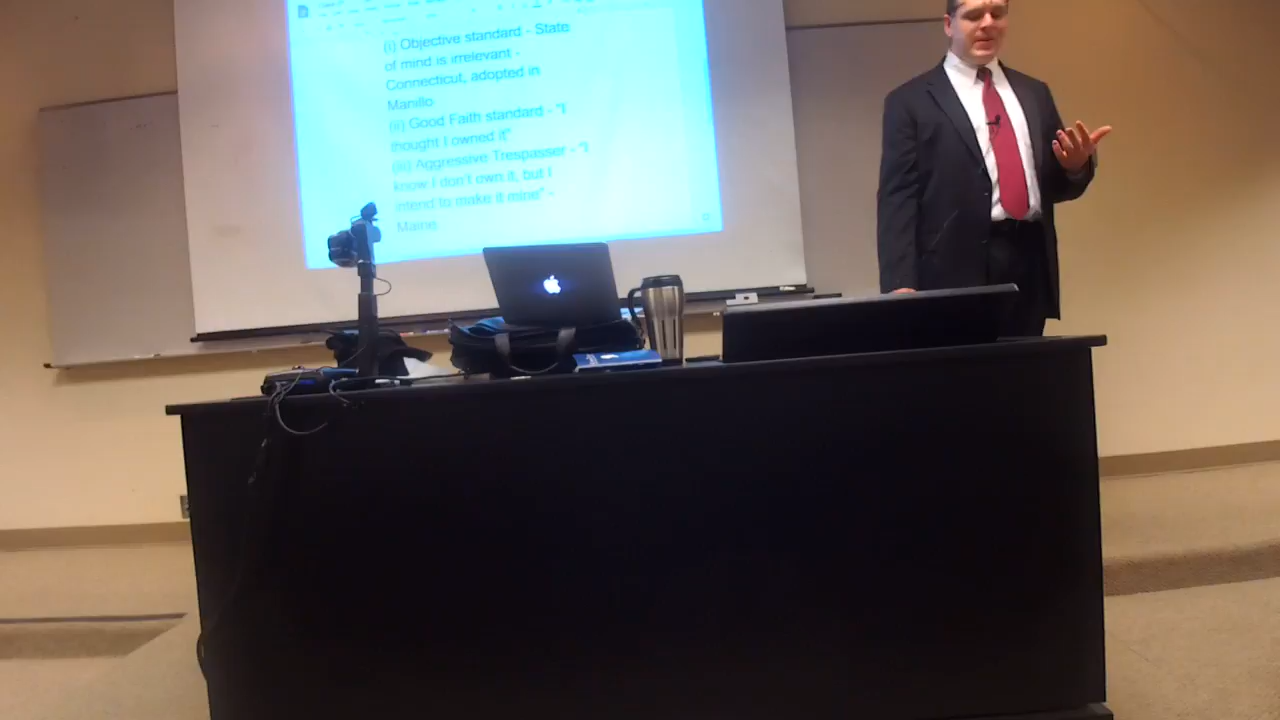 (i) Objective standard - State
of mind is irrelevant -
Connecticut, adopted in
Manillo
(ii) Good Faith standard - "I
thought I owned it"
(iii) Aggressive Trespasser - "I
know I don't own it, but I
intend to make it mine" -
Maine